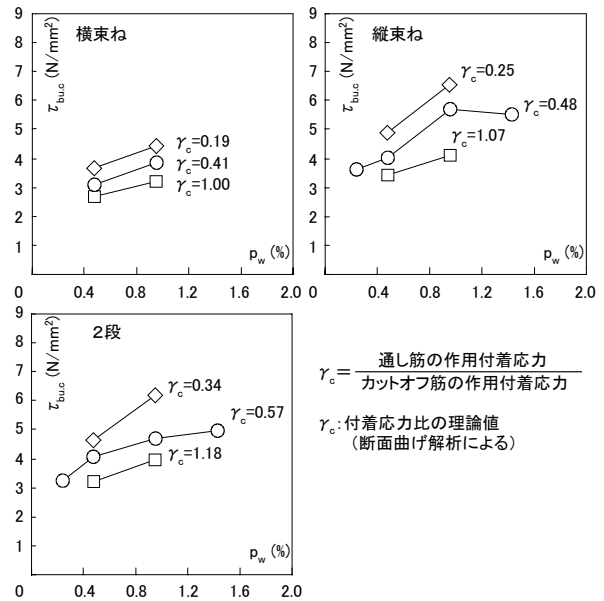 横束ね
τbu.c (N/mm²)
9
8
7
6
5
4
3
2
1
0
γc=0.19
γc=0.41
γc=1.00
pw (%)
0.4 0.8 1.2 1.6 2.0
縦束ね
τbu.c (N/mm²)
9
8
7
6
5
4
3
2
1
0
γc=0.25
γc=0.48
γc=1.07
pw (%)
0.4 0.8 1.2 1.6 2.0
2段
τbu.c (N/mm²)
9
8
7
6
5
4
3
2
1
0
γc=0.34
γc=0.57
γc=1.18
pw (%)
0.4 0.8 1.2 1.6 2.0
通し筋の作用付着応力
γc=
カットオフ筋の作用付着応力
γc:付着応力比の理論値
(断面曲げ解析による)